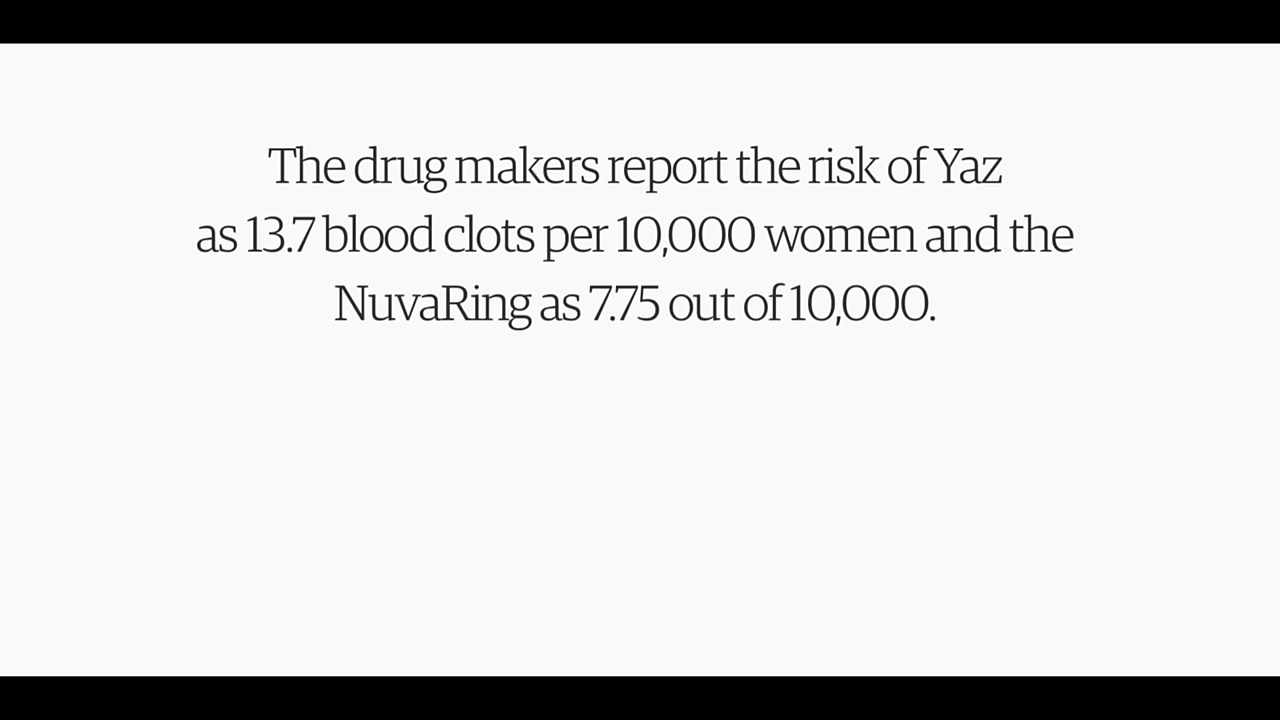 The drug makers report the risk of Yaz
as 13.7 blood clots per 10,000 women and the
NuvaRing as 7.75 out of 10,000.